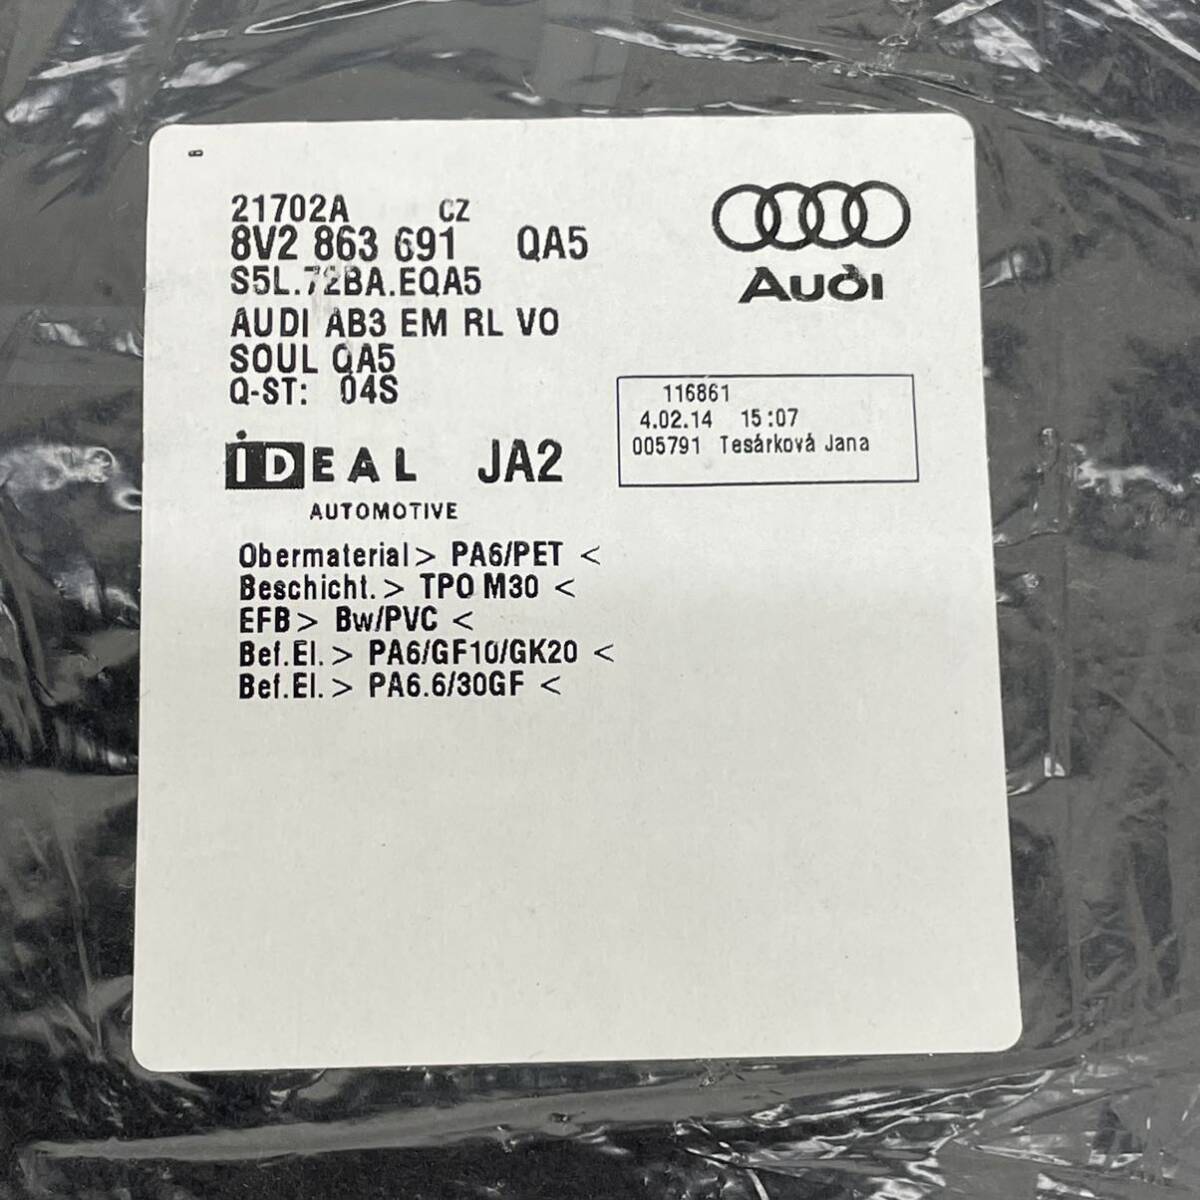 21702A CZ
8V2 863 691 QA5
S5L.72BA.EQA5
AUDI AB3 EM RL VO
SOUL QA5
Q-ST: 04S
Audi
116861
4.02.14 15:07
005791 Tesárková Jana
iDEAL JA2
AUTOMOTIVE
Obermaterial> PA6/PET <
Beschicht.> TPO M30 <
EFB> Bw/PVC <
Bef.El.> PA6/GF10/GK20 <
Bef.El.> PA6.6/30GF <